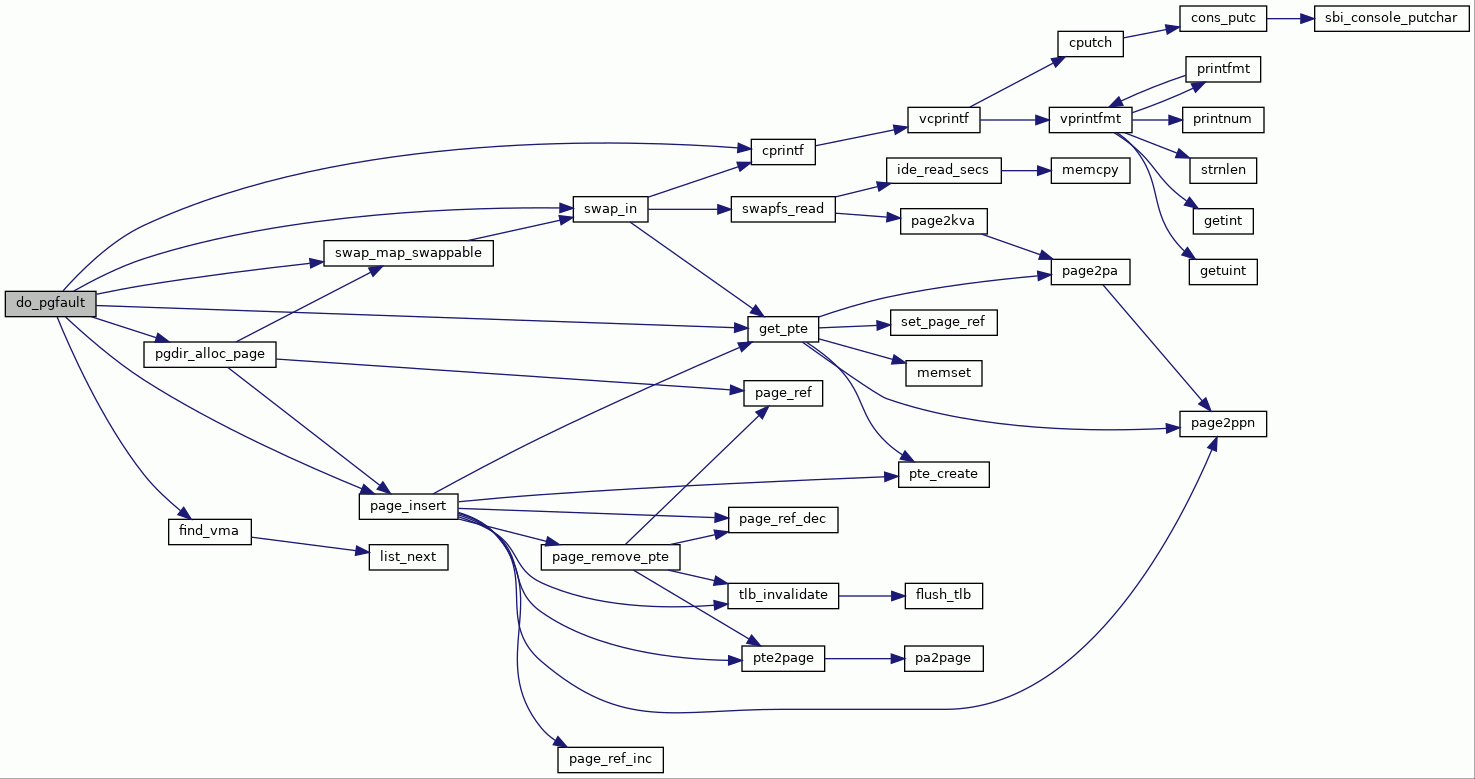 cons_putc
sbi_console_putchar
cputch
printfmt
vcprintf
vprintfmt
printnum
cprintf
ide_read_secs
memcpy
strnlen
swap_in
swapfs_read
page2kva
getint
swap_map_swappable
page2pa
getuint
do_pgfault
get_pte
set_page_ref
pgdir_alloc_page
memset
page_ref
page2ppn
pte_create
page_insert
page_ref_dec
find_vma
list_next
page_remove_pte
tlb_invalidate
flush_tlb
pte2page
pa2page
page_ref_inc